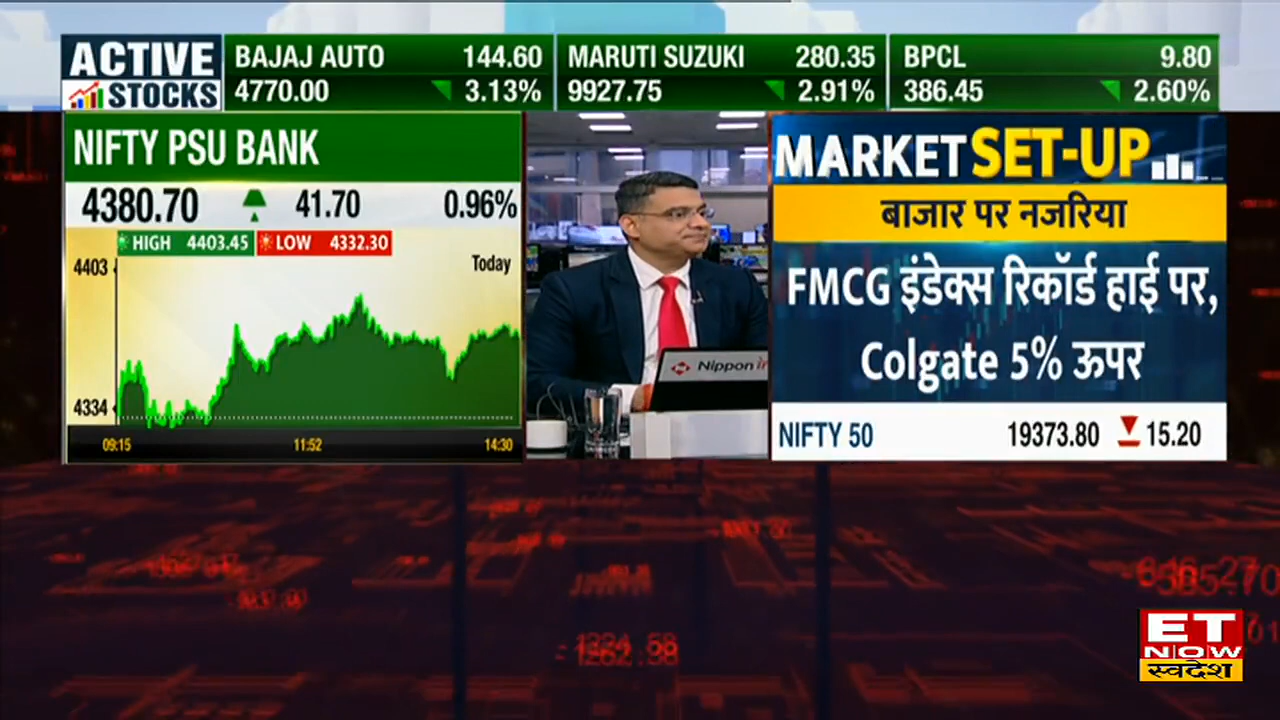 ACTIVE
STOCKS
BAJAJ AUTO 144.60
4770.00 3.13%
MARUTI SUZUKI 280.35
9927.75 2.91%
BPCL 9.80
386.45 2.60%
NIFTY PSU BANK
4380.70 41.70 0.96%
HIGH 4403.45 LOW 4332.30
Today
4403
4334
09:15 11:52 14:30
Nippon
MARKET SET-UP
बाजार पर नजरिया
FMCG इंडेक्स रिकॉर्ड हाई पर,
Colgate 5% ऊपर
NIFTY 50 19373.80 15.20
ET
NOW
स्वदेश